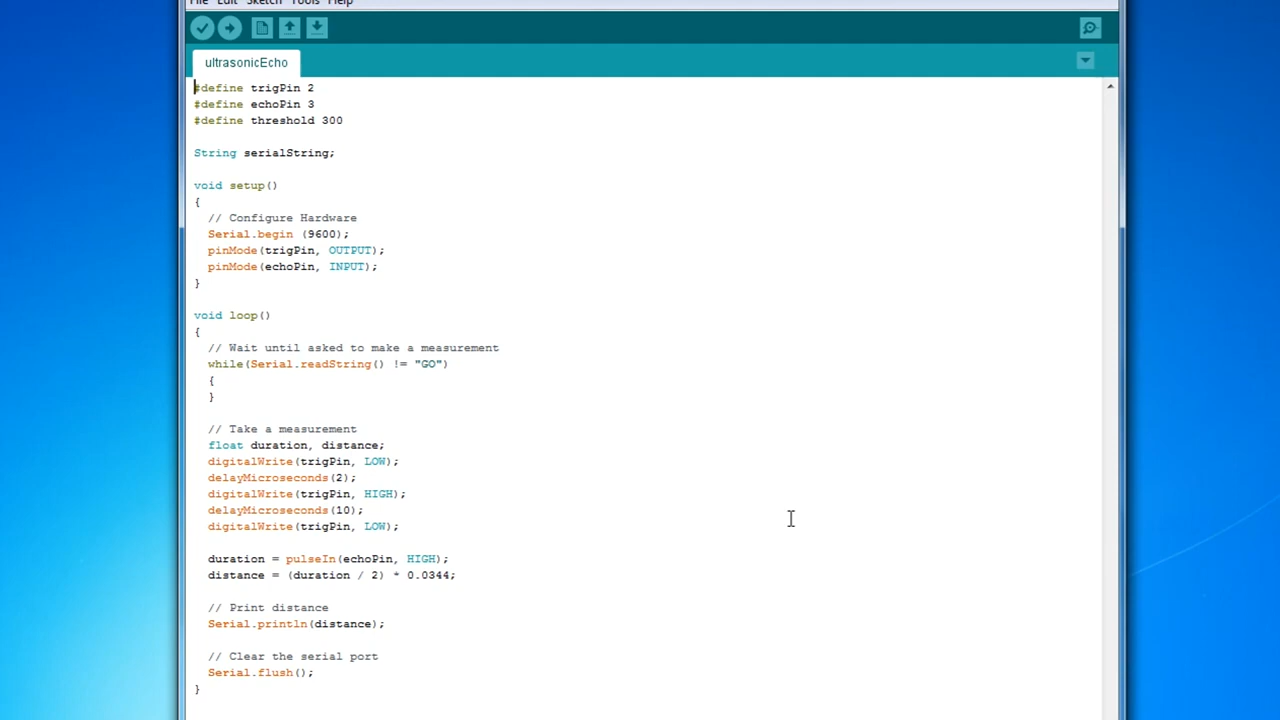 File Edit Sketch Tools Help
ultrasonicEcho
#define trigPin 2
#define echoPin 3
#define threshold 300
String serialString;
void setup()
{
// Configure Hardware
Serial.begin (9600);
pinMode(trigPin, OUTPUT);
pinMode(echoPin, INPUT);
}
void loop()
{
// Wait until asked to make a measurement
while(Serial.readString() != "GO")
{
}
// Take a measurement
float duration, distance;
digitalWrite(trigPin, LOW);
delayMicroseconds(2);
digitalWrite(trigPin, HIGH);
delayMicroseconds(10);
digitalWrite(trigPin, LOW);
duration = pulseIn(echoPin, HIGH);
distance = (duration / 2) * 0.0344;
// Print distance
Serial.println(distance);
// Clear the serial port
Serial.flush();
}